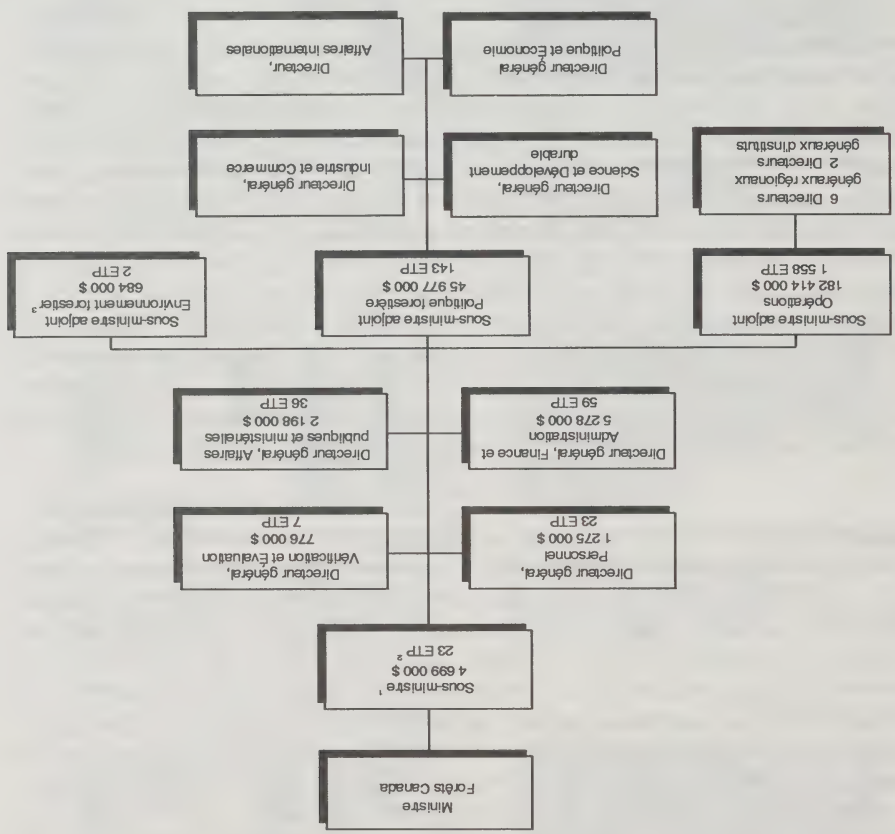 Ministre
Forêts Canada
Sous-ministre ¹
4 699 000 $
23 ETP ²
Directeur général,
Vérification et Évaluation
776 000 $
7 ETP
Directeur général,
Personnel
1 275 000 $
23 ETP
Directeur général, Affaires
publiques et ministérielles
2 198 000 $
36 ETP
Directeur général, Finance et
Administration
5 278 000 $
59 ETP
Sous-ministre adjoint
Opérations
182 414 000 $
1 558 ETP
Sous-ministre adjoint
Politique forestière
45 977 000 $
143 ETP
Sous-ministre adjoint
Environnement forestier ³
684 000 $
2 ETP
6 Directeurs
généraux régionaux
2 Directeurs
généraux d'instituts
Directeur général,
Science et Développement
durable
Directeur général,
Industrie et Commerce
Directeur général
Politique et Économie
Directeur,
Affaires internationales